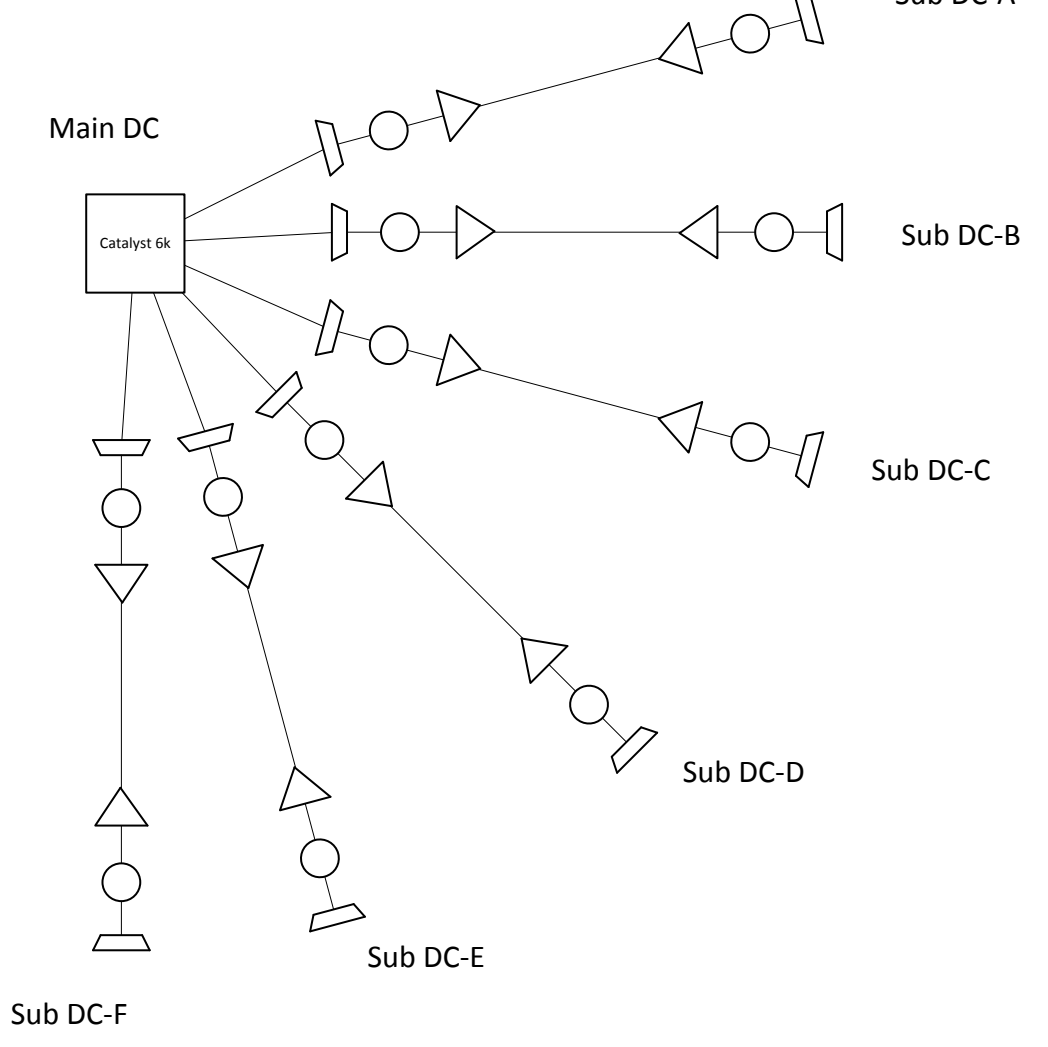 Sub DC-A
Main DC
Catalyst 6k
Sub DC-B
Sub DC-C
Sub DC-D
Sub DC-E
Sub DC-F